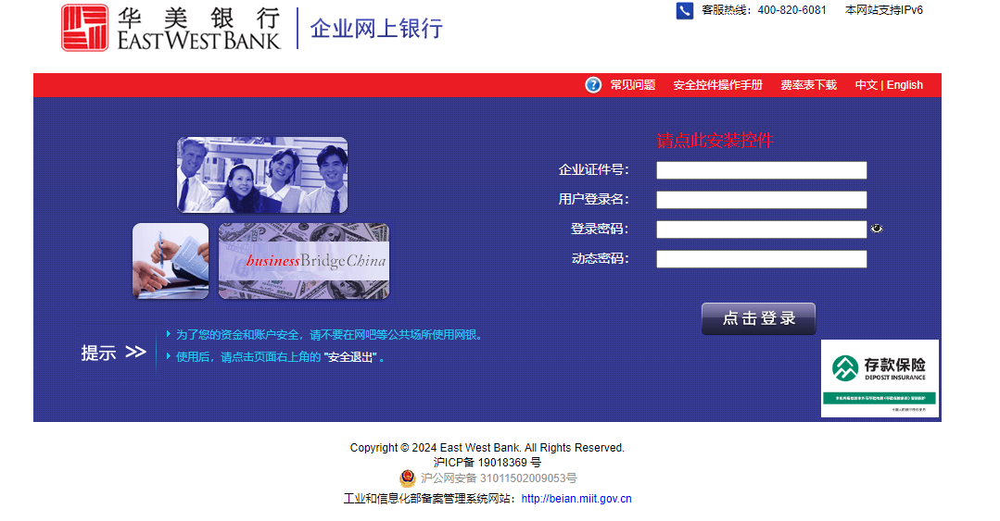 华美银行
EAST WEST BANK
企业网上银行
客服热线：400-820-6081 本网站支持IPv6
常见问题 安全控件操作手册 费率表下载 中文 | English
请点此安装控件
企业证件号：
用户登录名：
登录密码：
动态密码：
businessBridgeChina
点击登录
提示 >>
为了您的资金和账户安全，请不要在网吧等公共场所使用网银。
使用后，请点击页面右上角的 "安全退出" 。
存款保险
DEPOSIT INSURANCE
Copyright © 2024 East West Bank. All Rights Reserved.
沪ICP备 19018369 号
沪公网安备 31011502009053号
工业和信息化部备案管理系统网站：http://beian.miit.gov.cn